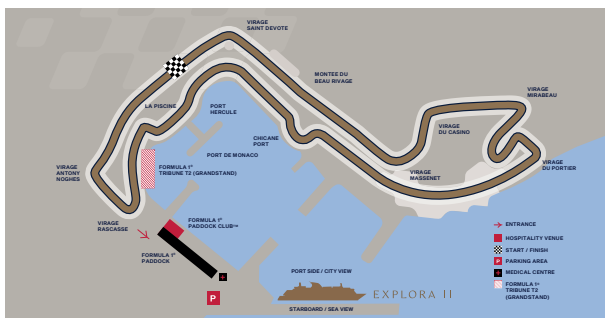 VIRAGE
SAINT DEVOTE
MONTEE DU
BEAU RIVAGE
VIRAGE
MIRABEAU
LA PISCINE
PORT
HERCULE
VIRAGE
DU CASINO
CHICANE
PORT
PORT DE MONACO
VIRAGE
DU PORTIER
VIRAGE
ANTONY
NOGHES
FORMULA 1®
TRIBUNE T2 (GRANDSTAND)
VIRAGE
MASSENET
VIRAGE
RASCASSE
FORMULA 1®
PADDOCK CLUB™
FORMULA 1®
PADDOCK
P
PORT SIDE / CITY VIEW
EXPLORA II
STARBOARD / SEA VIEW
ENTRANCE
HOSPITALITY VENUE
START / FINISH
P PARKING AREA
MEDICAL CENTRE
FORMULA 1®
TRIBUNE T2
(GRANDSTAND)